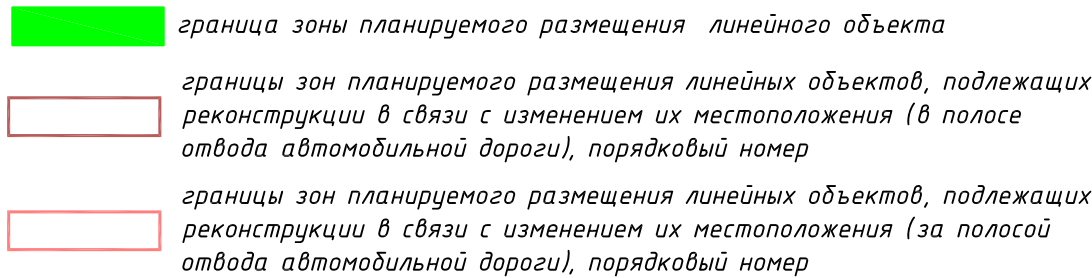 граница зоны планируемого размещения линейного объекта
границы зон планируемого размещения линейных объектов, подлежащих
реконструкции в связи с изменением их местоположения (в полосе
отвода автомобильной дороги), порядковый номер
границы зон планируемого размещения линейных объектов, подлежащих
реконструкции в связи с изменением их местоположения (за полосой
отвода автомобильной дороги), порядковый номер